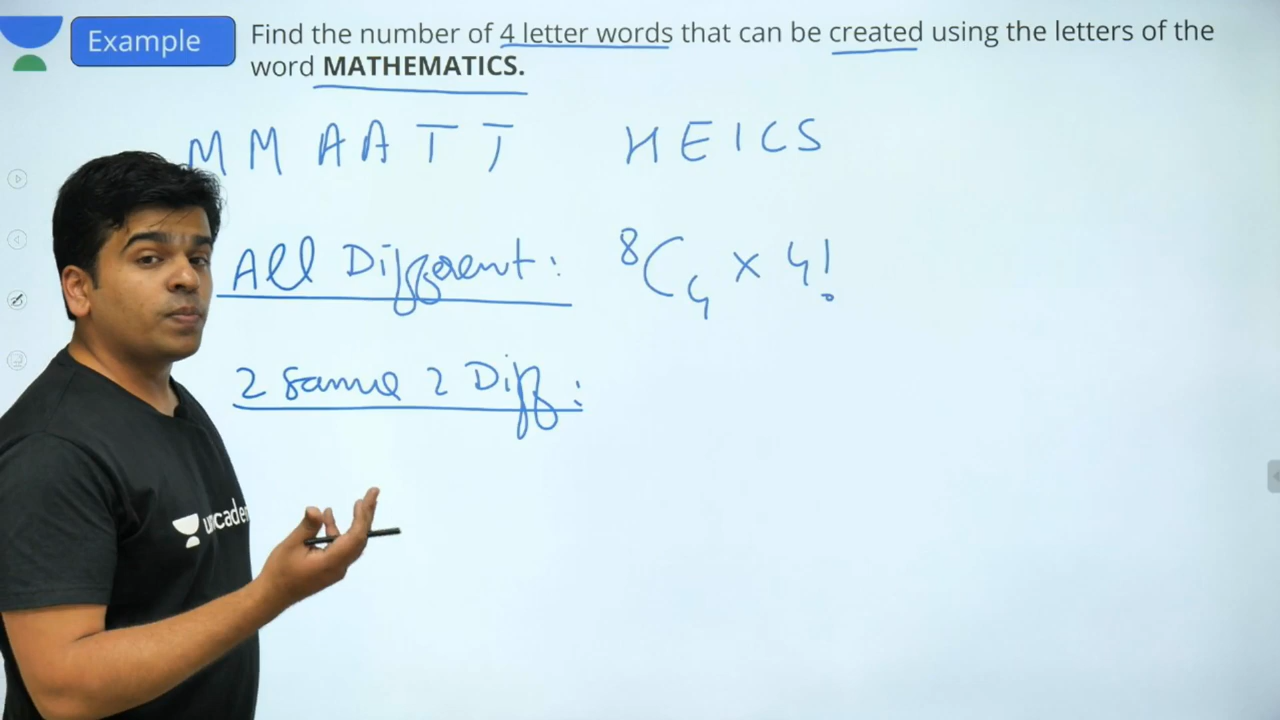 Example
Find the number of 4 letter words that can be created using the letters of the
word MATHEMATICS.
M M A A T T H E I C S
All Different: ⁸C₄ × 4!
2 Same 2 Diff:
unacademy